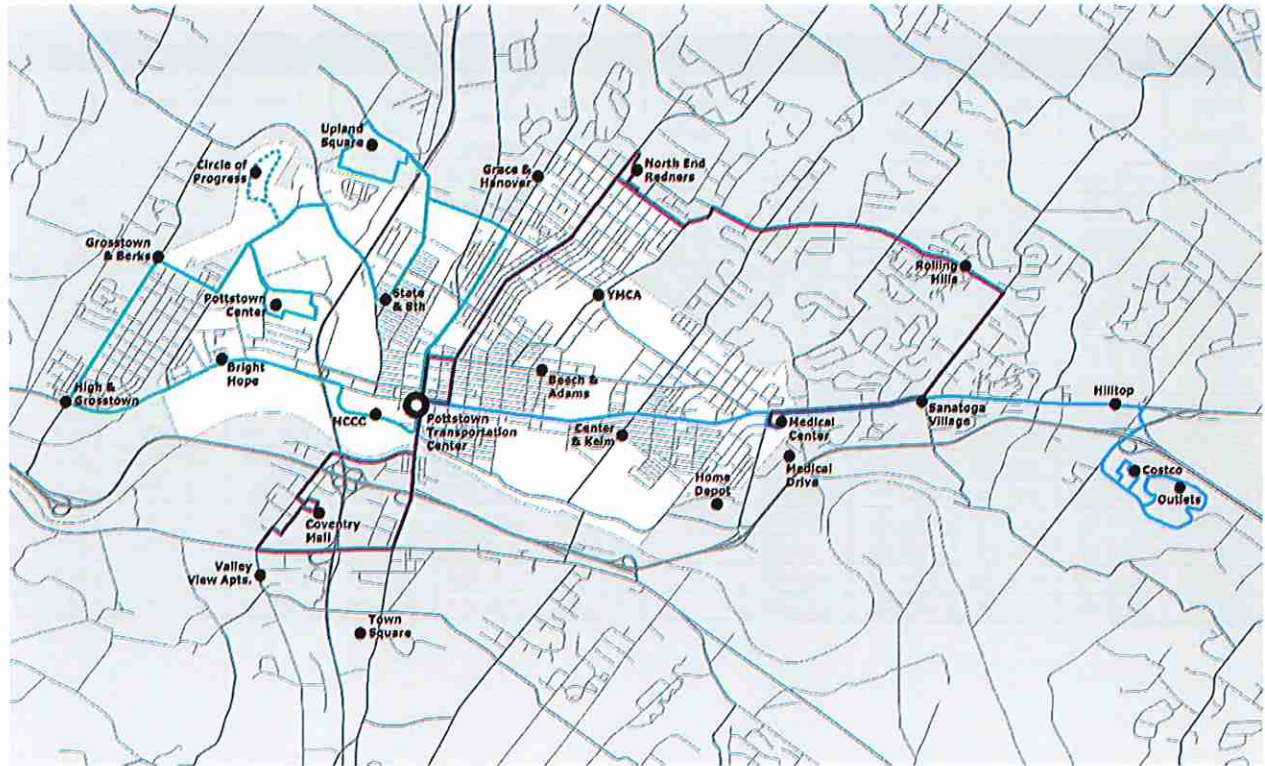 Upland
Square
Circle of
Progress
Grace &
Hanover
North End
Redners
Grosstown
& Berks
Rolling
Hills
Pottstown
Center
State
& 8th
YMCA
Bright
Hope
Beech &
Adams
High &
Grosstown
MCCC
Pottstown
Transportation
Center
Center
& Keim
Medical
Center
Sanatoga
Village
Hilltop
Home
Depot
Medical
Drive
Costco
Outlets
Coventry
Mall
Valley
View Apts.
Town
Square